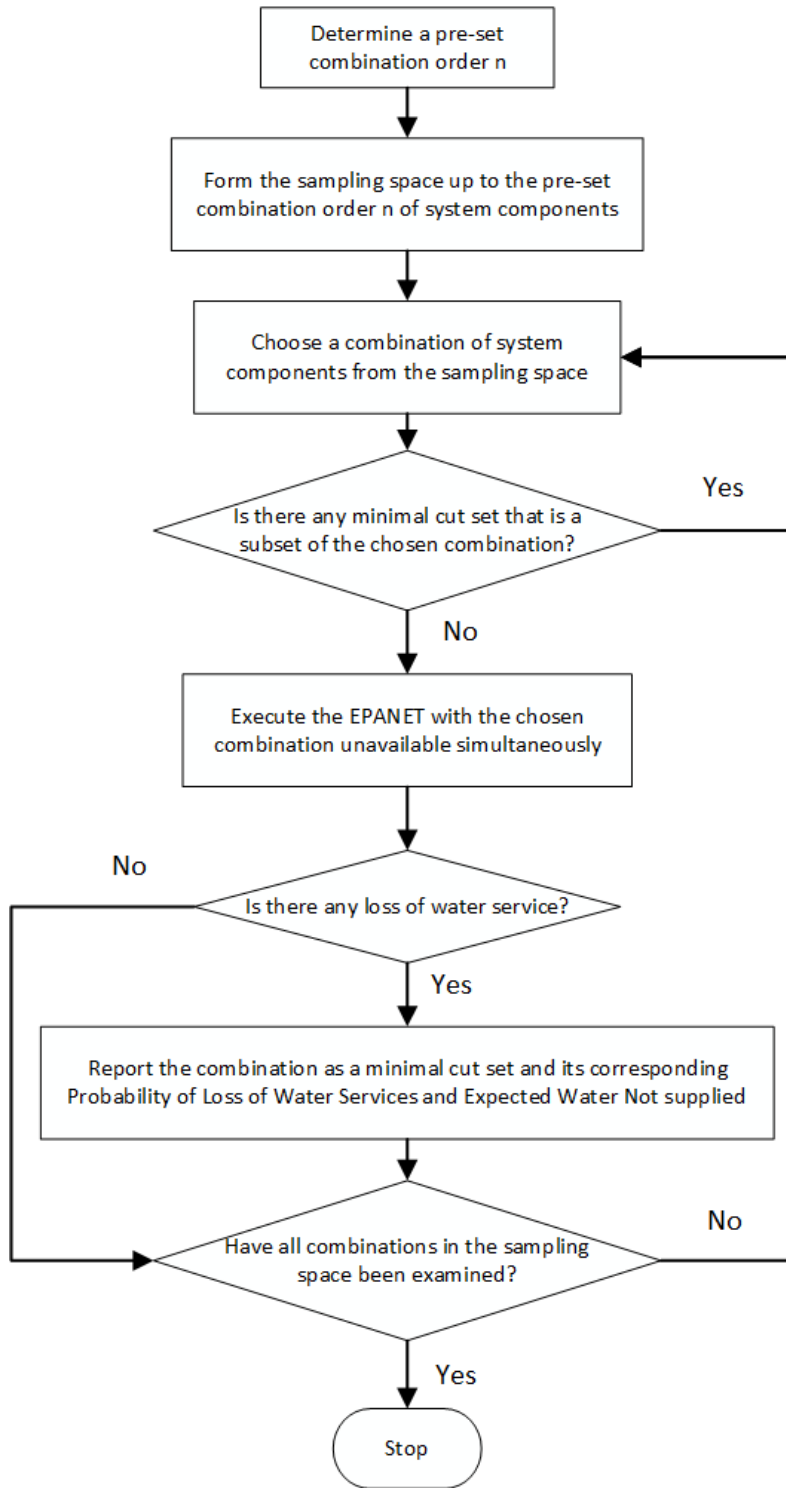 Determine a pre-set
combination order n
Form the sampling space up to the pre-set
combination order n of system components
Choose a combination of system
components from the sampling space
Is there any minimal cut set that is a
subset of the chosen combination?
Yes
No
Execute the EPANET with the chosen
combination unavailable simultaneously
No
Is there any loss of water service?
Yes
Report the combination as a minimal cut set and its corresponding
Probability of Loss of Water Services and Expected Water Not supplied
Have all combinations in the sampling
space been examined?
No
Yes
Stop